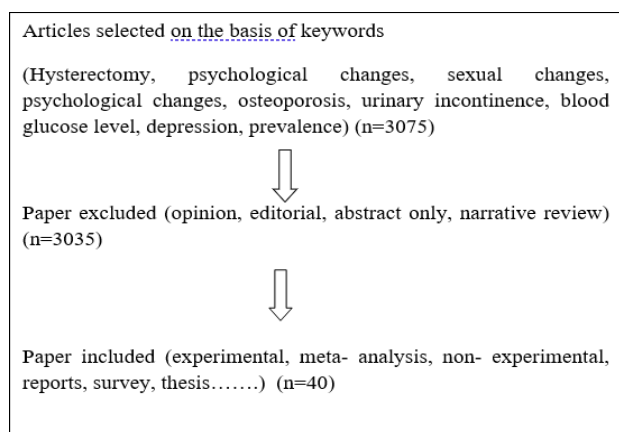 Articles selected on the basis of keywords
(Hysterectomy, psychological changes, sexual changes,
psychological changes, osteoporosis, urinary incontinence, blood
glucose level, depression, prevalence) (n=3075)
Paper excluded (opinion, editorial, abstract only, narrative review)
(n=3035)
Paper included (experimental, meta- analysis, non- experimental,
reports, survey, thesis…….) (n=40)